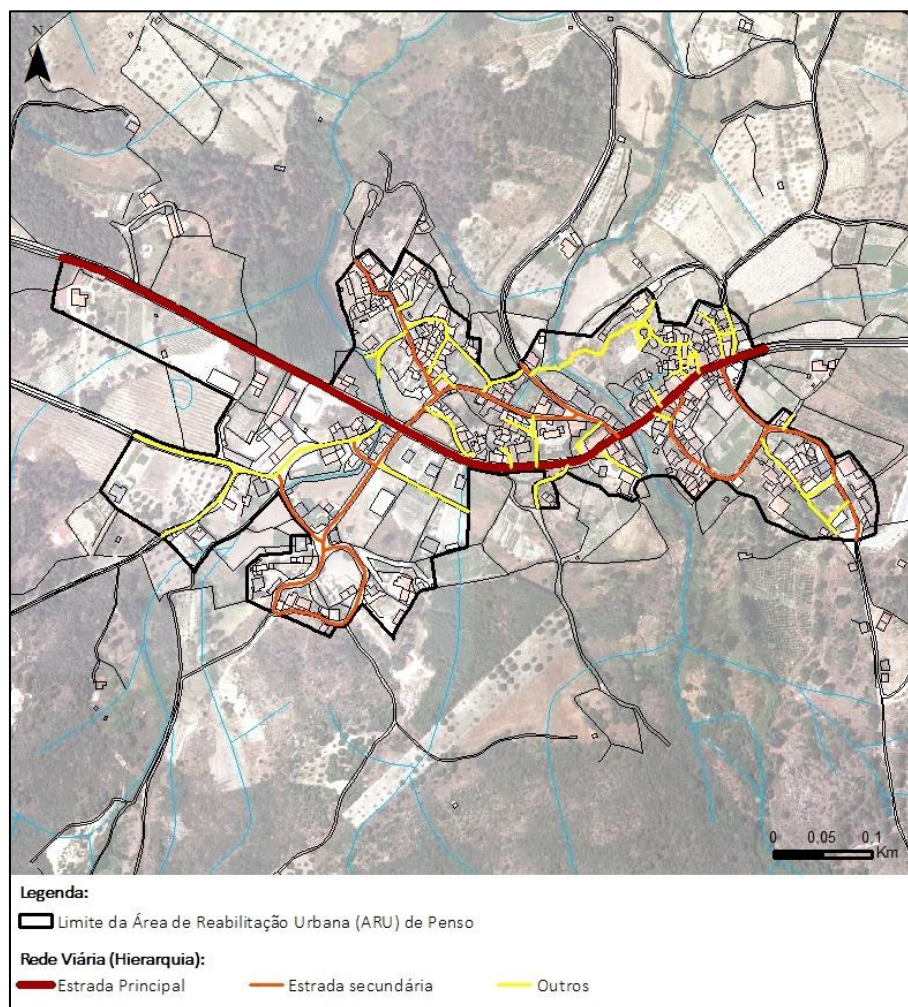 N
0 0,05 0,1
Km
Legenda:
Limite da Área de Reabilitação Urbana (ARU) de Penso
Rede Viária (Hierarquia):
Estrada Principal Estrada secundária Outros